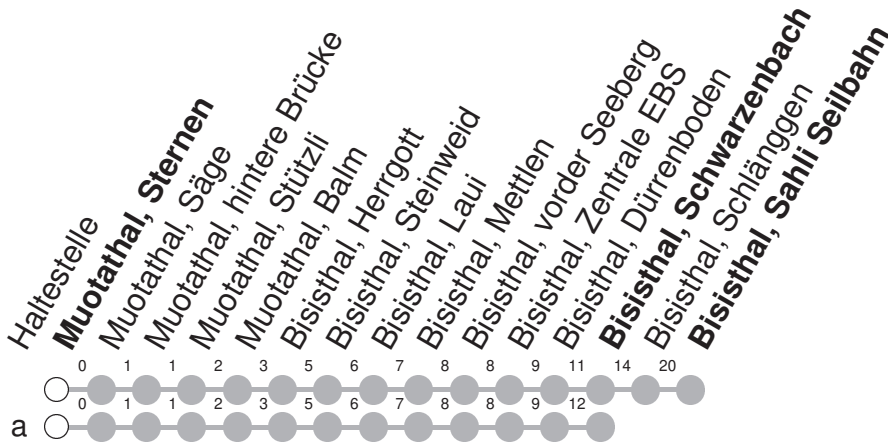 Haltestelle
Muotathal, Sternen
Muotathal, Säge
Muotathal, hintere Brücke
Muotathal, Stützli
Muotathal, Balm
Bisisthal, Herrgott
Bisisthal, Steinweid
Bisisthal, Laui
Bisisthal, Mettlen
Bisisthal, vorder Seeberg
Bisisthal, Zentrale EBS
Bisisthal, Dürrenboden
Bisisthal, Schwarzenbach
Bisisthal, Schlänggen
Bisisthal, Sahli Seilbahn
0 1 1 2 3 5 6 7 8 8 9 11 14 20
a 0 1 1 2 3 5 6 7 8 8 9 12